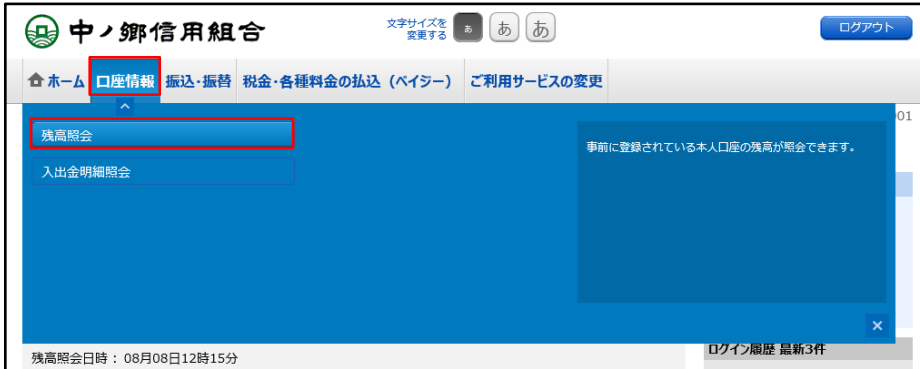 中ノ郷信用組合
文字サイズを
変更する
あ あ あ
ログアウト
ホーム 口座情報 振込・振替 税金・各種料金の払込（ペイジー） ご利用サービスの変更
残高照会
入出金明細照会
事前に登録されている本人口座の残高が照会できます。
残高照会日時： 08月08日12時15分
ログイン履歴 最新3件